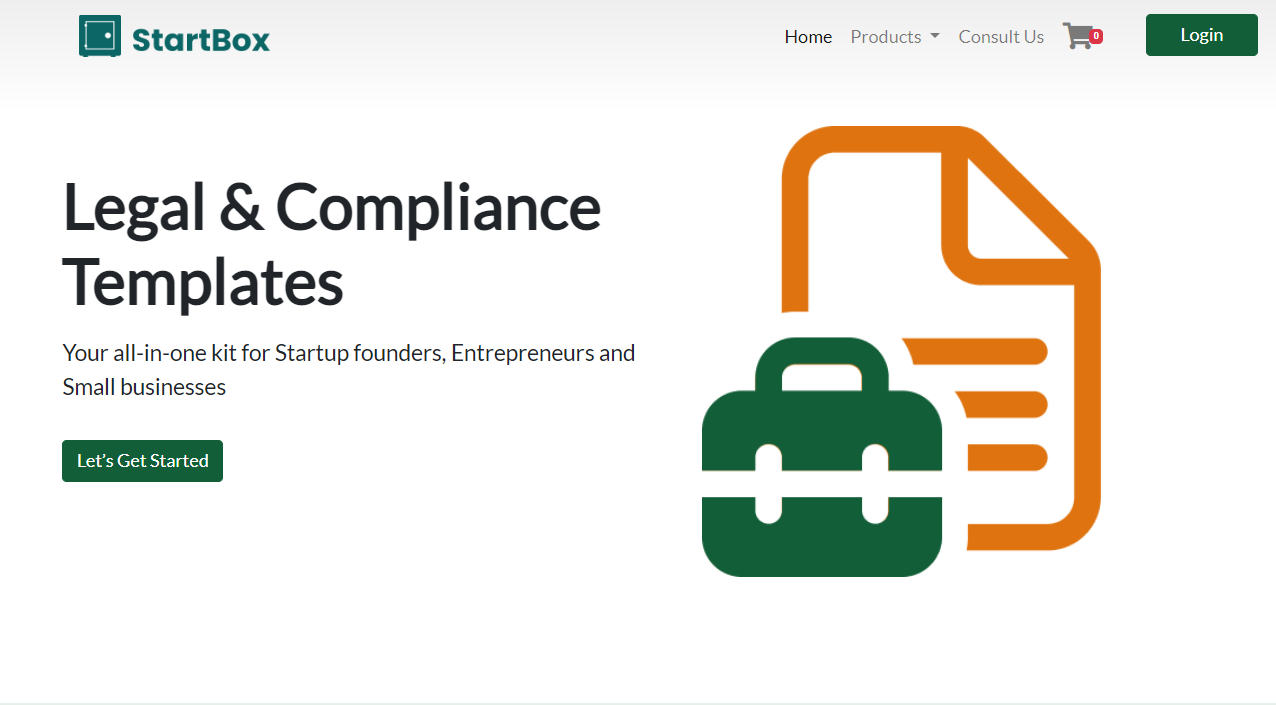 StartBox
Home Products Consult Us 0 Login
Legal & Compliance
Templates
Your all-in-one kit for Startup founders, Entrepreneurs and
Small businesses
Let's Get Started